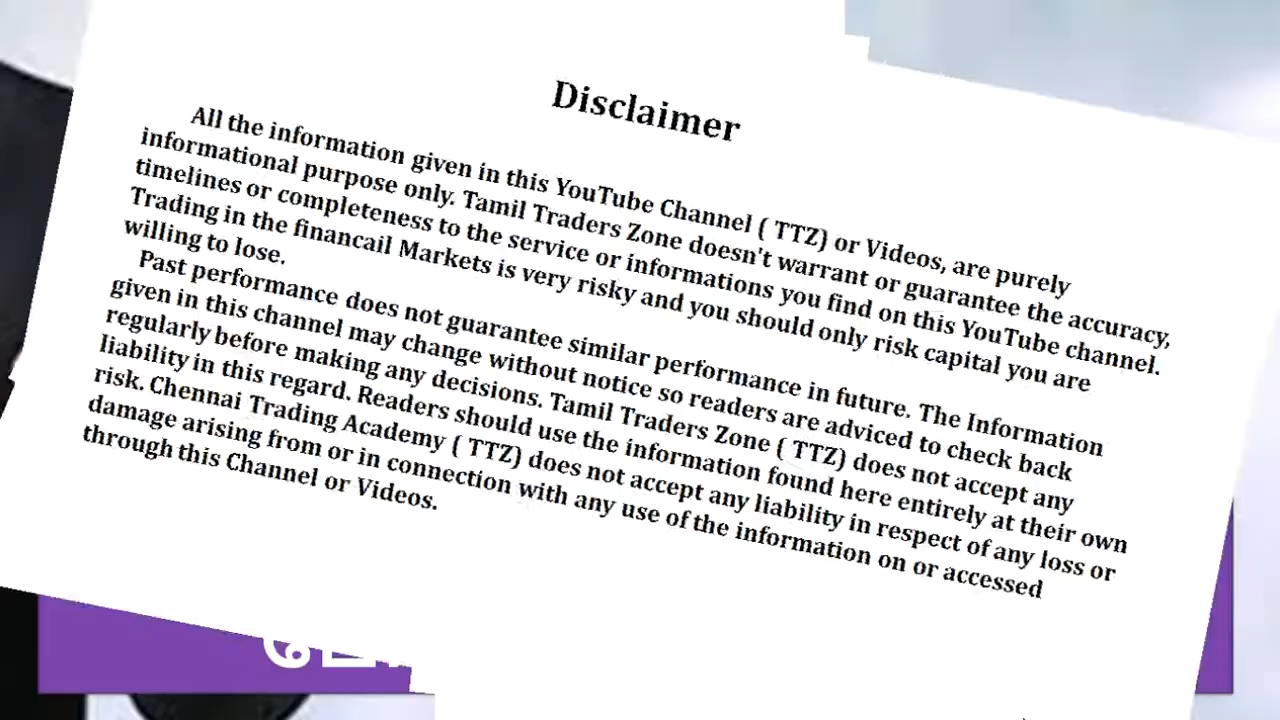 Disclaimer
All the information given in this YouTube Channel ( TTZ) or Videos, are purely
informational purpose only. Tamil Traders Zone doesn't warrant or guarantee the accuracy,
timelines or completeness to the service or informations you find on this YouTube channel.
Trading in the financail Markets is very risky and you should only risk capital you are
willing to lose.
Past performance does not guarantee similar performance in future. The Information
given in this channel may change without notice so readers are adviced to check back
regularly before making any decisions. Tamil Traders Zone ( TTZ) does not accept any
liability in this regard. Readers should use the information found here entirely at their own
risk. Chennai Trading Academy ( TTZ) does not accept any liability in respect of any loss or
damage arising from or in connection with any use of the information on or accessed
through this Channel or Videos.